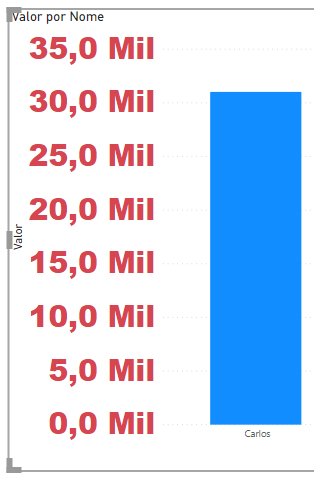 Valor por Nome
35,0 Mil
30,0 Mil
25,0 Mil
20,0 Mil
15,0 Mil
10,0 Mil
5,0 Mil
0,0 Mil
Valor
Carlos